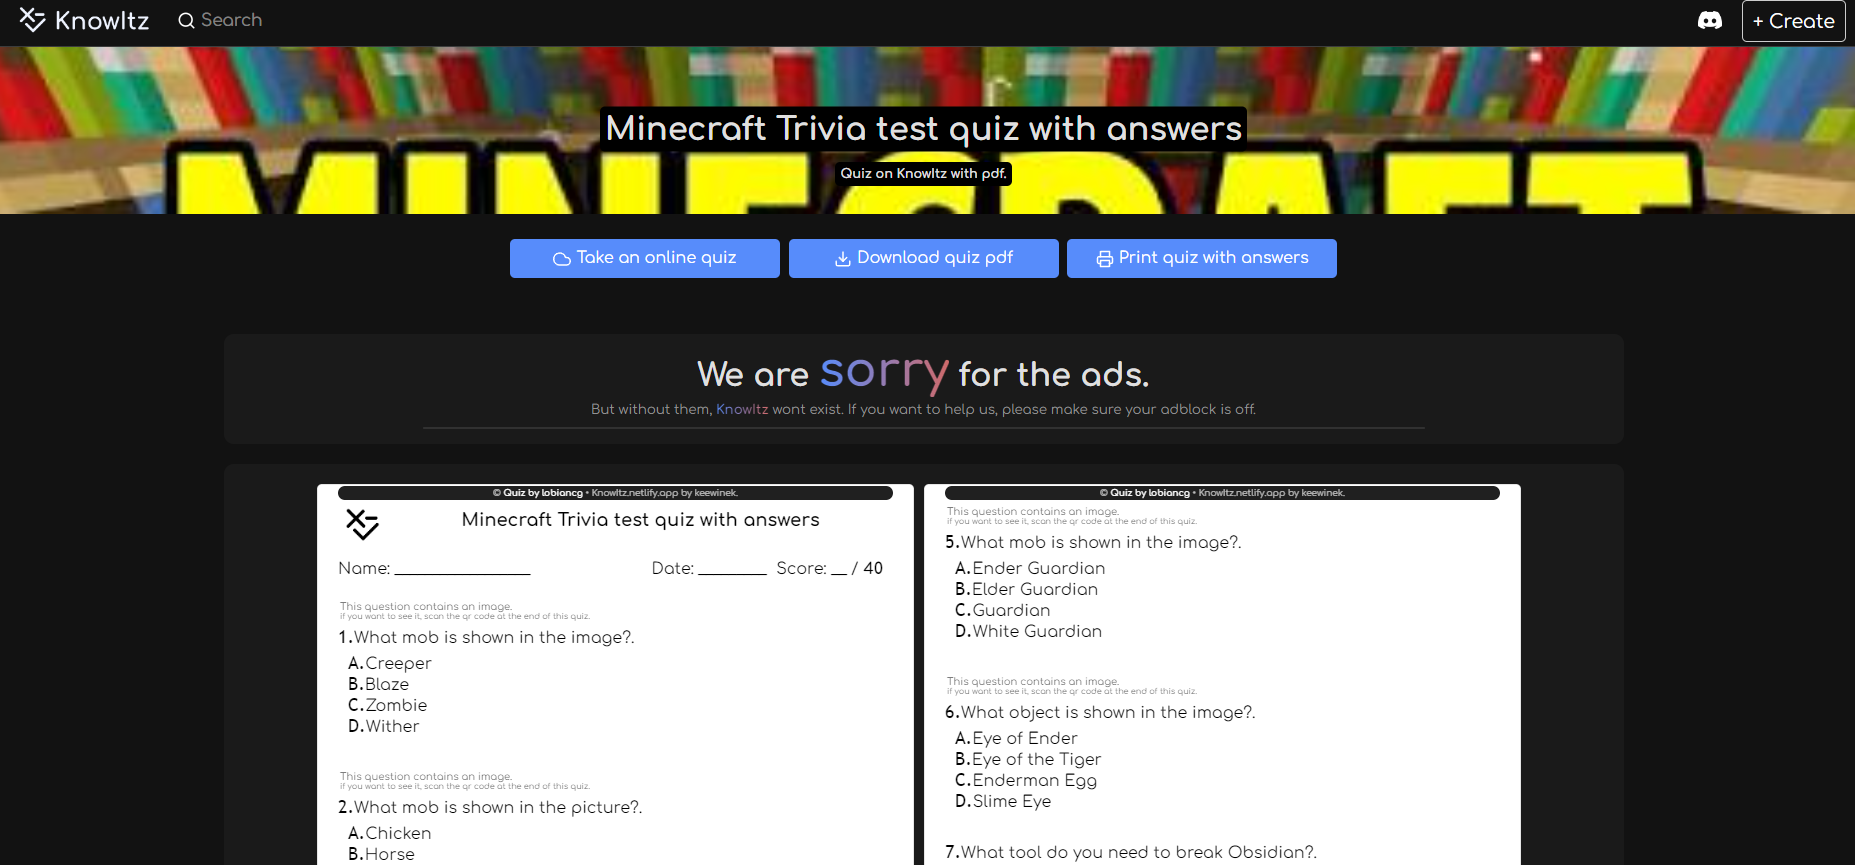 KnowItz
Search
+ Create
MINECRAFT
Minecraft Trivia test quiz with answers
Quiz on KnowItz with pdf.
Take an online quiz
Download quiz pdf
Print quiz with answers
We are sorry for the ads.
But without them, KnowItz wont exist. If you want to help us, please make sure your adblock is off.
© Quiz by lobiancg • KnowItz.netlify.app by keewinek.
Minecraft Trivia test quiz with answers
Name: _______________ Date: ________ Score: __ / 40
This question contains an image.
if you want to see it, scan the qr code at the end of this quiz.
1.What mob is shown in the image?.
A.Creeper
B.Blaze
C.Zombie
D.Wither
This question contains an image.
if you want to see it, scan the qr code at the end of this quiz.
2.What mob is shown in the picture?.
A.Chicken
B.Horse
© Quiz by lobiancg • KnowItz.netlify.app by keewinek.
This question contains an image.
if you want to see it, scan the qr code at the end of this quiz.
5.What mob is shown in the image?.
A.Ender Guardian
B.Elder Guardian
C.Guardian
D.White Guardian
This question contains an image.
if you want to see it, scan the qr code at the end of this quiz.
6.What object is shown in the image?.
A.Eye of Ender
B.Eye of the Tiger
C.Enderman Egg
D.Slime Eye
7.What tool do you need to break Obsidian?.